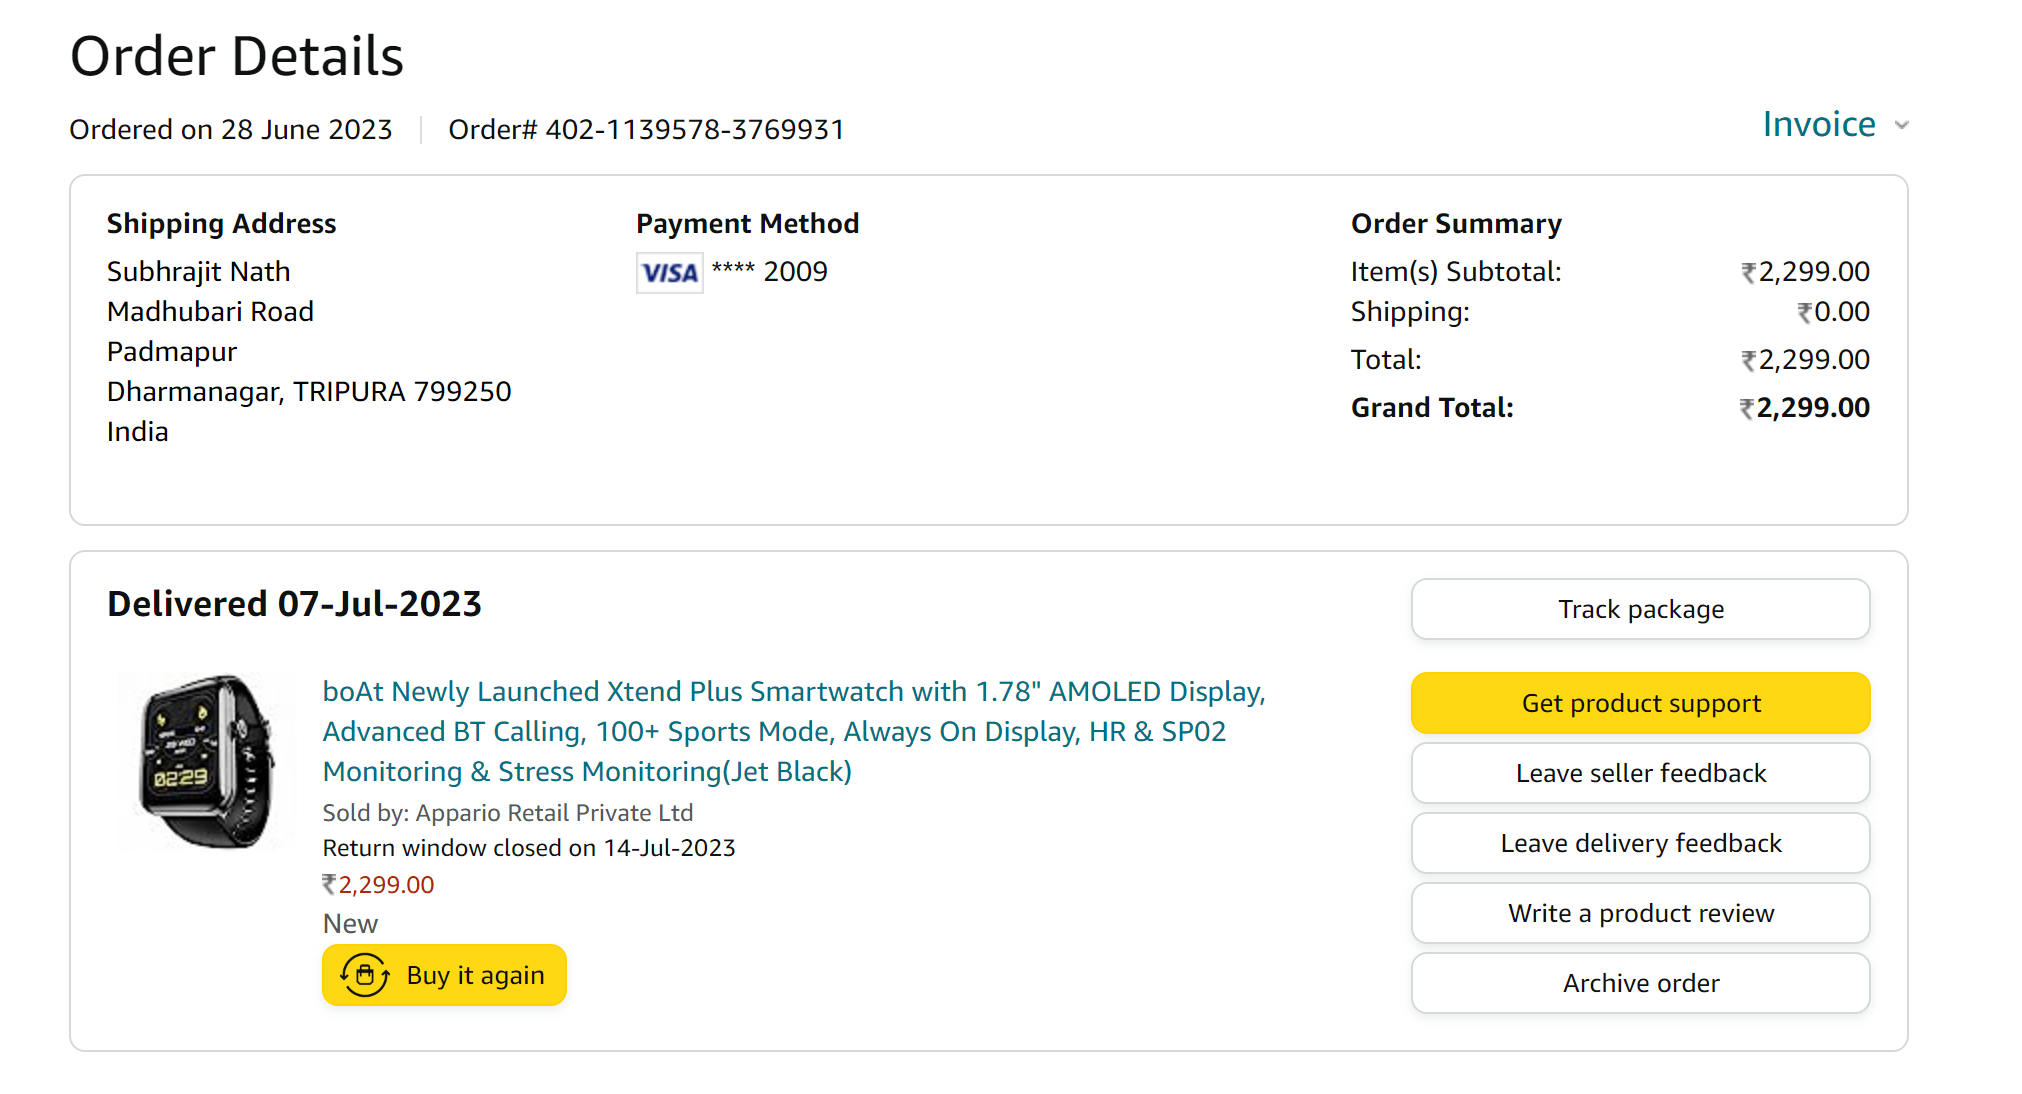 Order Details
Ordered on 28 June 2023 Order# 402-1139578-3769931
Invoice
Shipping Address
Subhrajit Nath
Madhubari Road
Padmapur
Dharmanagar, TRIPURA 799250
India
Payment Method
VISA **** 2009
Order Summary
Item(s) Subtotal: ₹2,299.00
Shipping: ₹0.00
Total: ₹2,299.00
Grand Total: ₹2,299.00
Delivered 07-Jul-2023
02:29
boAt Newly Launched Xtend Plus Smartwatch with 1.78" AMOLED Display,
Advanced BT Calling, 100+ Sports Mode, Always On Display, HR & SP02
Monitoring & Stress Monitoring(Jet Black)
Sold by: Appario Retail Private Ltd
Return window closed on 14-Jul-2023
₹2,299.00
New
Buy it again
Track package
Get product support
Leave seller feedback
Leave delivery feedback
Write a product review
Archive order